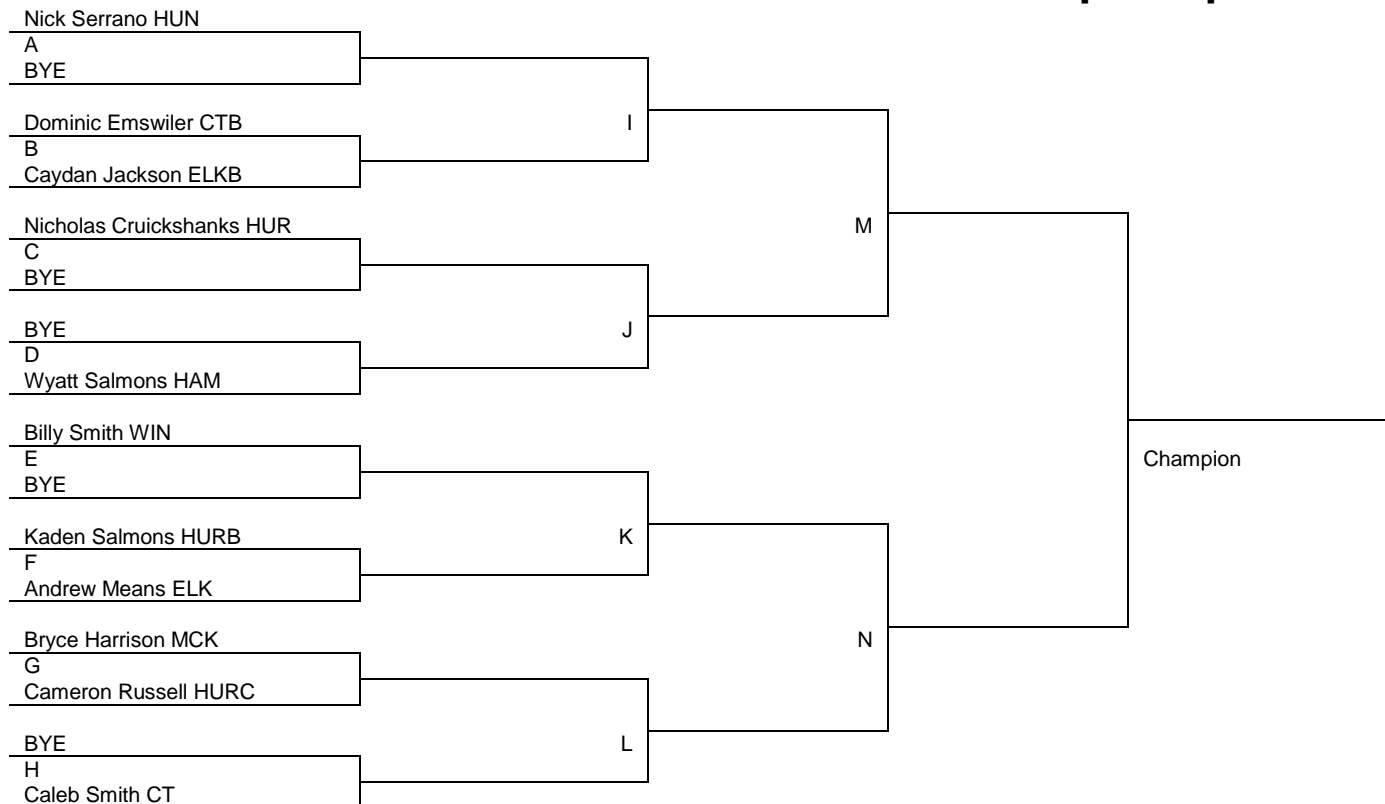 Nick Serrano HUN
A
BYE
Dominic Emswiler CTB
I
B
Caydan Jackson ELKB
Nicholas Cruickshanks HUR
M
C
BYE
BYE
J
D
Wyatt Salmons HAM
Billy Smith WIN
E
Champion
BYE
Kaden Salmons HURB
K
F
Andrew Means ELK
Bryce Harrison MCK
N
G
Cameron Russell HURC
BYE
L
H
Caleb Smith CT